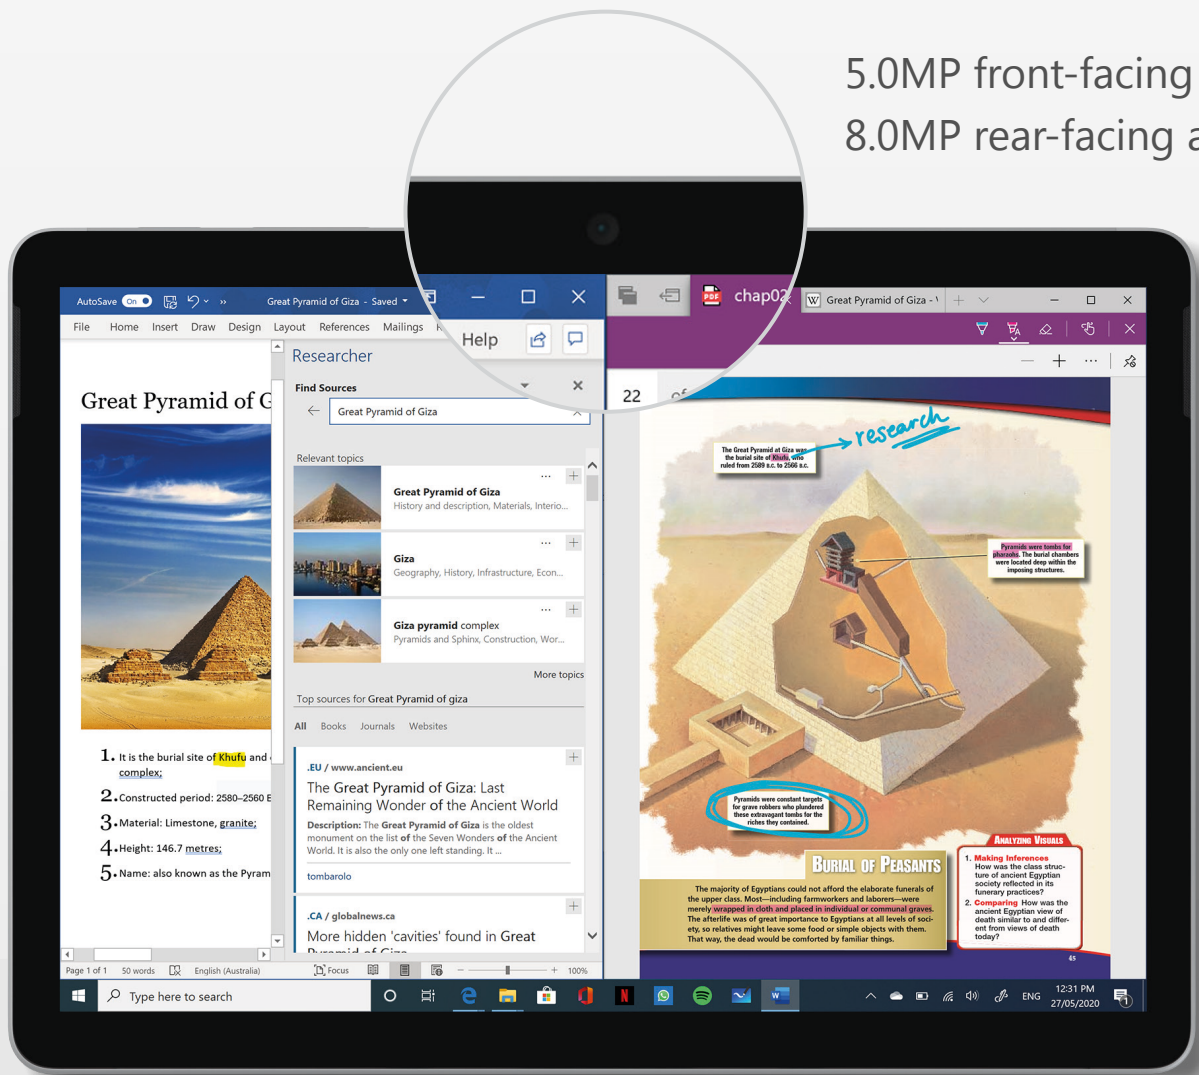 5.0MP front-facing
8.0MP rear-facing
AutoSave On
Great Pyramid of Giza - Saved
File Home Insert Draw Design Layout References Mailings
Help
Researcher
Find Sources
Great Pyramid of Giza
Relevant topics
Great Pyramid of Giza
History and description, Materials, Interio...
Giza
Geography, History, Infrastructure, Econ...
Giza pyramid complex
Pyramids and Sphinx, Construction, Wor...
More topics
Top sources for Great Pyramid of giza
All Books Journals Websites
.EU / www.ancient.eu
The Great Pyramid of Giza: Last
Remaining Wonder of the Ancient World
Description: The Great Pyramid of Giza is the oldest
monument on the list of the Seven Wonders of the Ancient
World. It is also the only one left standing. It ...
tombarolo
.CA / globalnews.ca
More hidden 'cavities' found in Great
Pyramid of Giza
Great Pyramid of G
1. It is the burial site of Khufu and
complex;
2. Constructed period: 2580–2560 B
3. Material: Limestone, granite;
4. Height: 146.7 metres;
5. Name: also known as the Pyram
Page 1 of 1 50 words English (Australia)
Focus
100%
PDF chap02
W Great Pyramid of Giza -
22 of
research
The Great Pyramid at Giza was
the burial site of Khufu, who
ruled from 2589 B.C. to 2566 B.C.
Pyramids were tombs for
pharaohs. The burial chambers
were located deep within the
imposing structures.
Pyramids were constant targets
for grave robbers who plundered
these extravagant tombs for the
riches they contained.
BURIAL OF PEASANTS
The majority of Egyptians could not afford the elaborate funerals of
the upper class. Most—including farmworkers and laborers—were
merely wrapped in cloth and placed in individual or communal graves.
The afterlife was of great importance to Egyptians at all levels of soci-
ety, so relatives might leave some food or simple objects with them.
That way, the dead would be comforted by familiar things.
ANALYZING VISUALS
1. Making Inferences
How was the class struc-
ture of ancient Egyptian
society reflected in its
funerary practices?
2. Comparing How was the
ancient Egyptian view of
death similar to and differ-
ent from views of death
today?
45
Type here to search
N
W
ENG
12:31 PM
27/05/2020
1